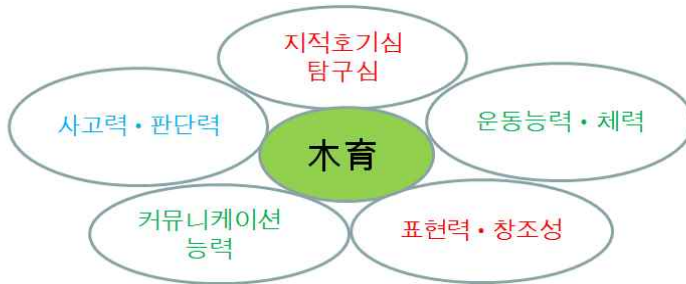 지적호기심
탐구심
사고력・판단력
운동능력・체력
木育
커뮤니케이션
능력
표현력・창조성